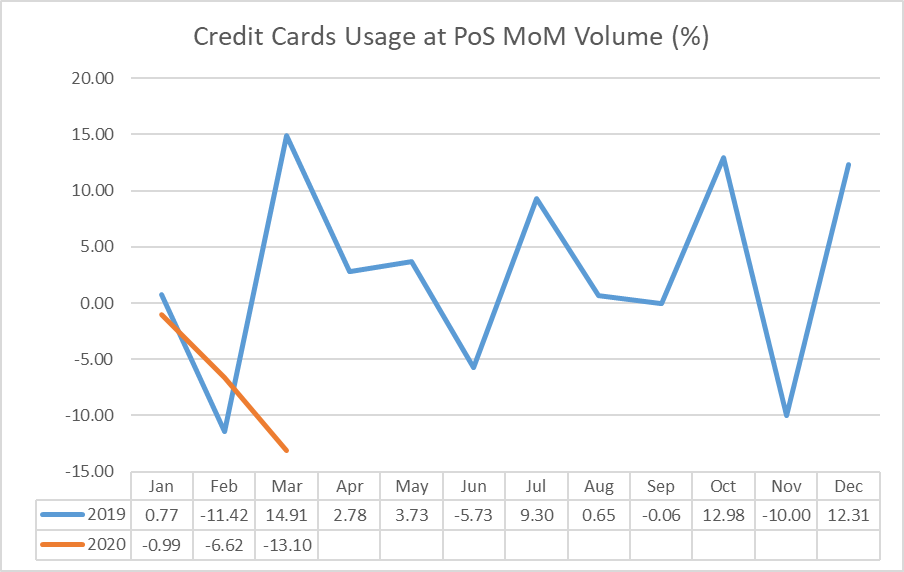 Credit Cards Usage at PoS MoM Volume (%)
20.00
15.00
10.00
5.00
0.00
-5.00
-10.00
-15.00
Jan Feb Mar Apr May Jun Jul Aug Sep Oct Nov Dec
2019 0.77 -11.42 14.91 2.78 3.73 -5.73 9.30 0.65 -0.06 12.98 -10.00 12.31
2020 -0.99 -6.62 -13.10